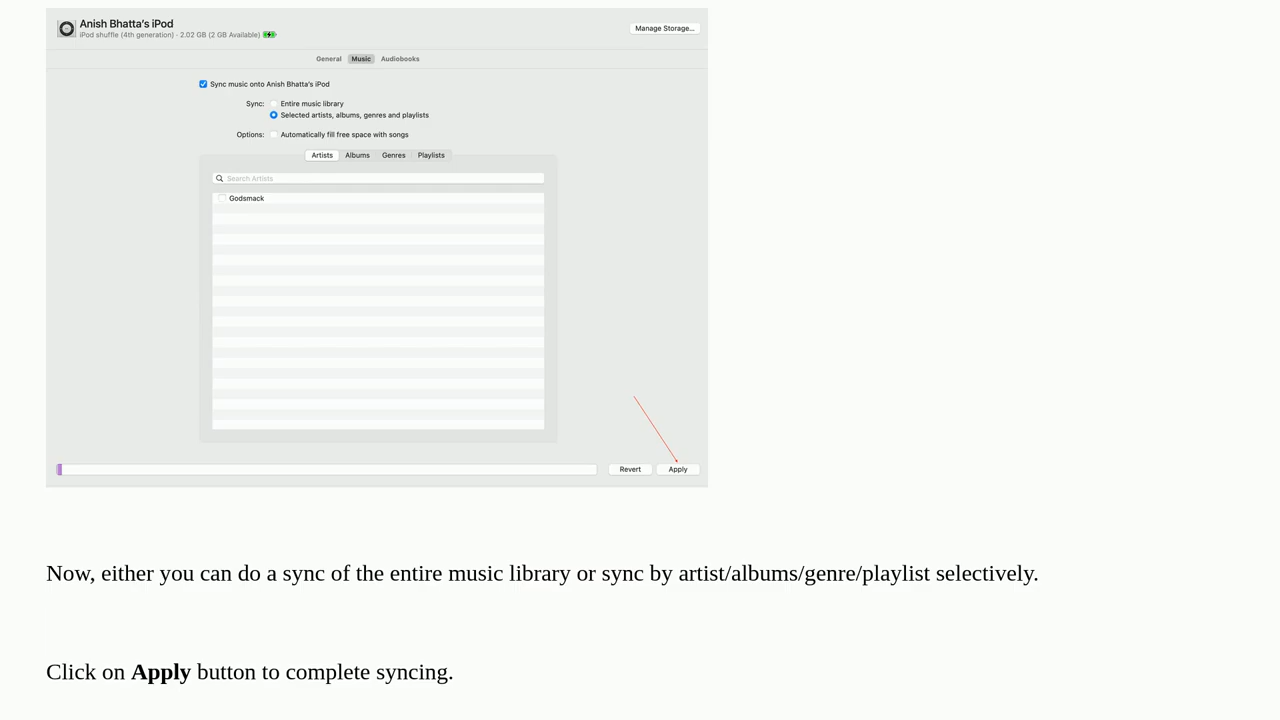 Anish Bhatta's iPod
iPod shuffle (4th generation) · 2.02 GB (2 GB Available)
Manage Storage...
General Music Audiobooks
Sync music onto Anish Bhatta's iPod
Sync: Entire music library
Selected artists, albums, genres and playlists
Options: Automatically fill free space with songs
Artists Albums Genres Playlists
Search Artists
Godsmack
Revert Apply
Now, either you can do a sync of the entire music library or sync by artist/albums/genre/playlist selectively.
Click on Apply button to complete syncing.